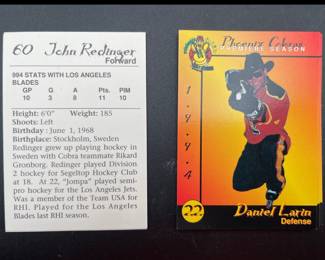 60 John Redinger
Forward
994 STATS WITH LOS ANGELES
BLADES
GP G A Pts. PIM
10 3 8 11 10
Height: 6'0" Weight: 185
Shoots: Left
Birthday : June 1, 1968
Birthplace: Stockholm, Sweden
Redinger grew up playing hockey in
Sweden with Cobra teammate Rikard
Gronborg. Redinger played Division
2 hockey for Segeltop Hockey Club
at 18. At 22, "Jompa" played semi-
pro hockey for the Los Angeles Jets.
Was a member of the Team USA for
RHI. Played for the Los Angeles
Blades last RHI season.
Phoenix Cobras
PREMIERE SEASON
1
9
9
4
22
Daniel Larin
Defense